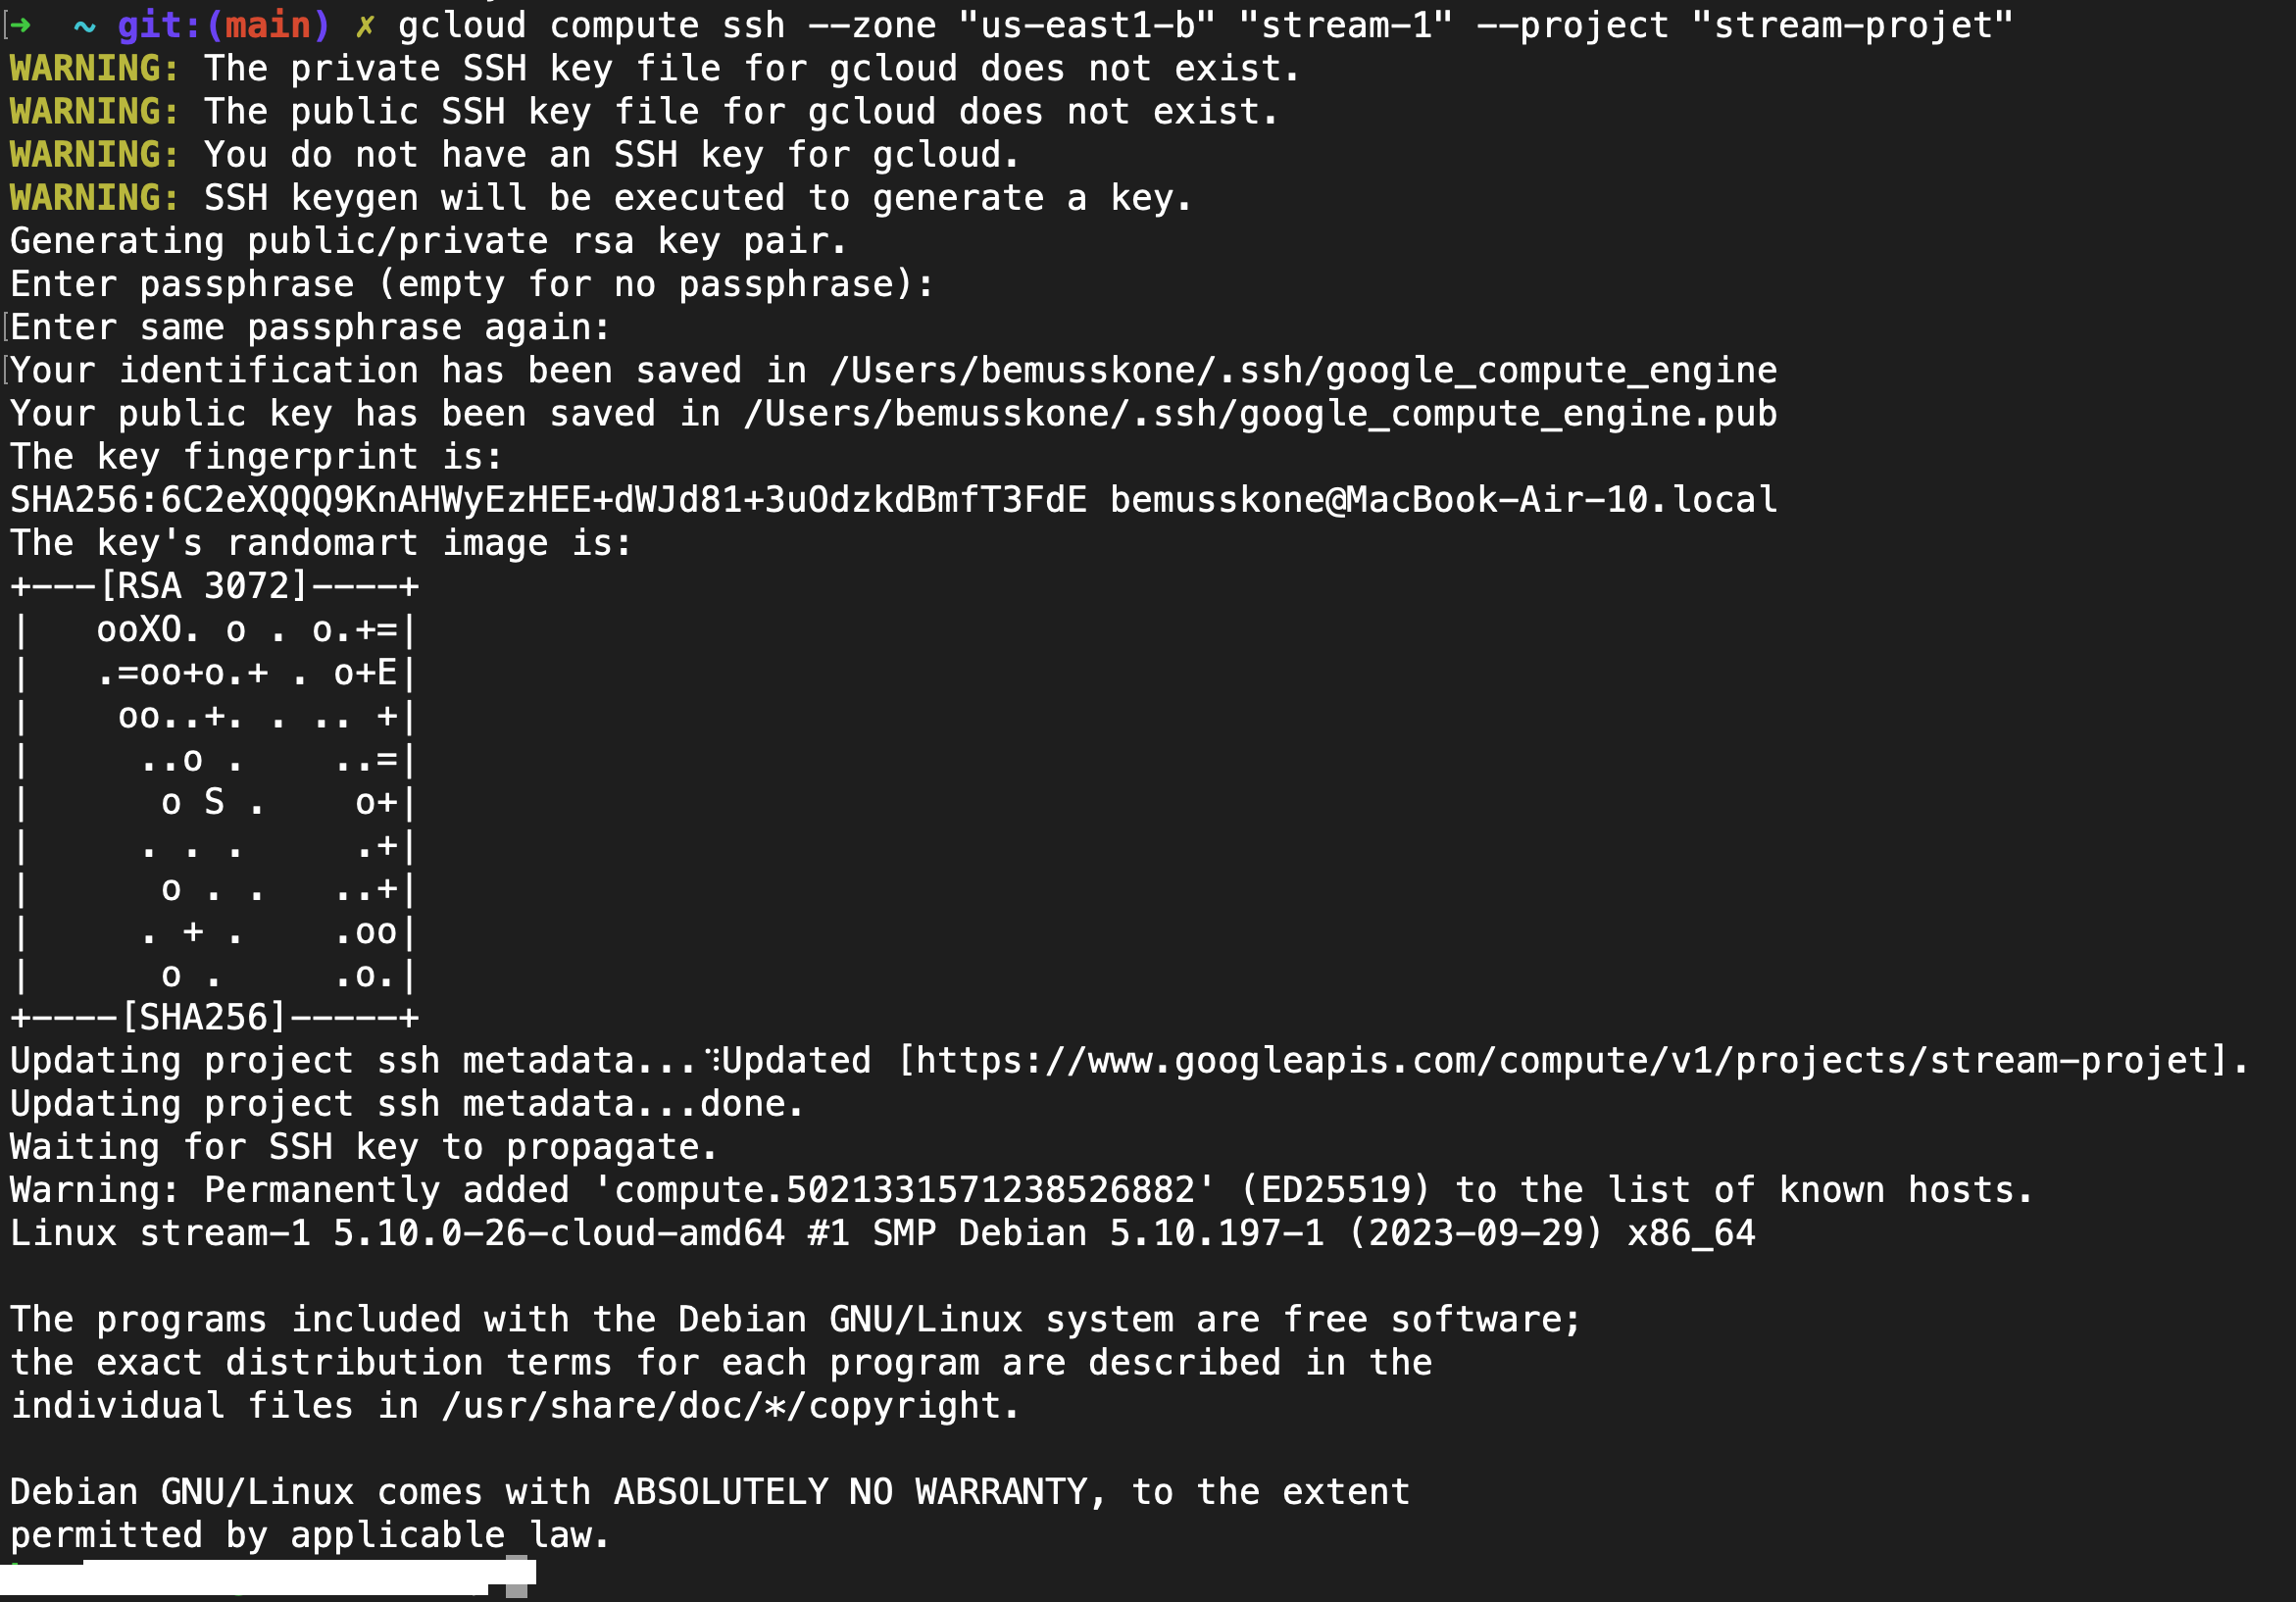 ➜  ~ git:(main) ✗ gcloud compute ssh --zone "us-east1-b" "stream-1" --project "stream-projet"
WARNING: The private SSH key file for gcloud does not exist.
WARNING: The public SSH key file for gcloud does not exist.
WARNING: You do not have an SSH key for gcloud.
WARNING: SSH keygen will be executed to generate a key.
Generating public/private rsa key pair.
Enter passphrase (empty for no passphrase):
Enter same passphrase again:
Your identification has been saved in /Users/bemusskone/.ssh/google_compute_engine
Your public key has been saved in /Users/bemusskone/.ssh/google_compute_engine.pub
The key fingerprint is:
SHA256:6C2eXQQQ9KnAHWyEzHEE+dWJd81+3uOdzkdBmfT3FdE bemusskone@MacBook-Air-10.local
The key's randomart image is:
+---[RSA 3072]----+
|   ooXO. o . o.+=|
|   .=oo+o.+ . o+E|
|    oo..+. . .. +|
|     ..o .    ..=|
|      o S .    o+|
|     . . .     .+|
|      o . .   ..+|
|     . + .    .oo|
|      o .     .o.|
+----[SHA256]-----+
Updating project ssh metadata...⠹Updated [https://www.googleapis.com/compute/v1/projects/stream-projet].
Updating project ssh metadata...done.
Waiting for SSH key to propagate.
Warning: Permanently added 'compute.5021331571238526882' (ED25519) to the list of known hosts.
Linux stream-1 5.10.0-26-cloud-amd64 #1 SMP Debian 5.10.197-1 (2023-09-29) x86_64

The programs included with the Debian GNU/Linux system are free software;
the exact distribution terms for each program are described in the
individual files in /usr/share/doc/*/copyright.

Debian GNU/Linux comes with ABSOLUTELY NO WARRANTY, to the extent
permitted by applicable law.